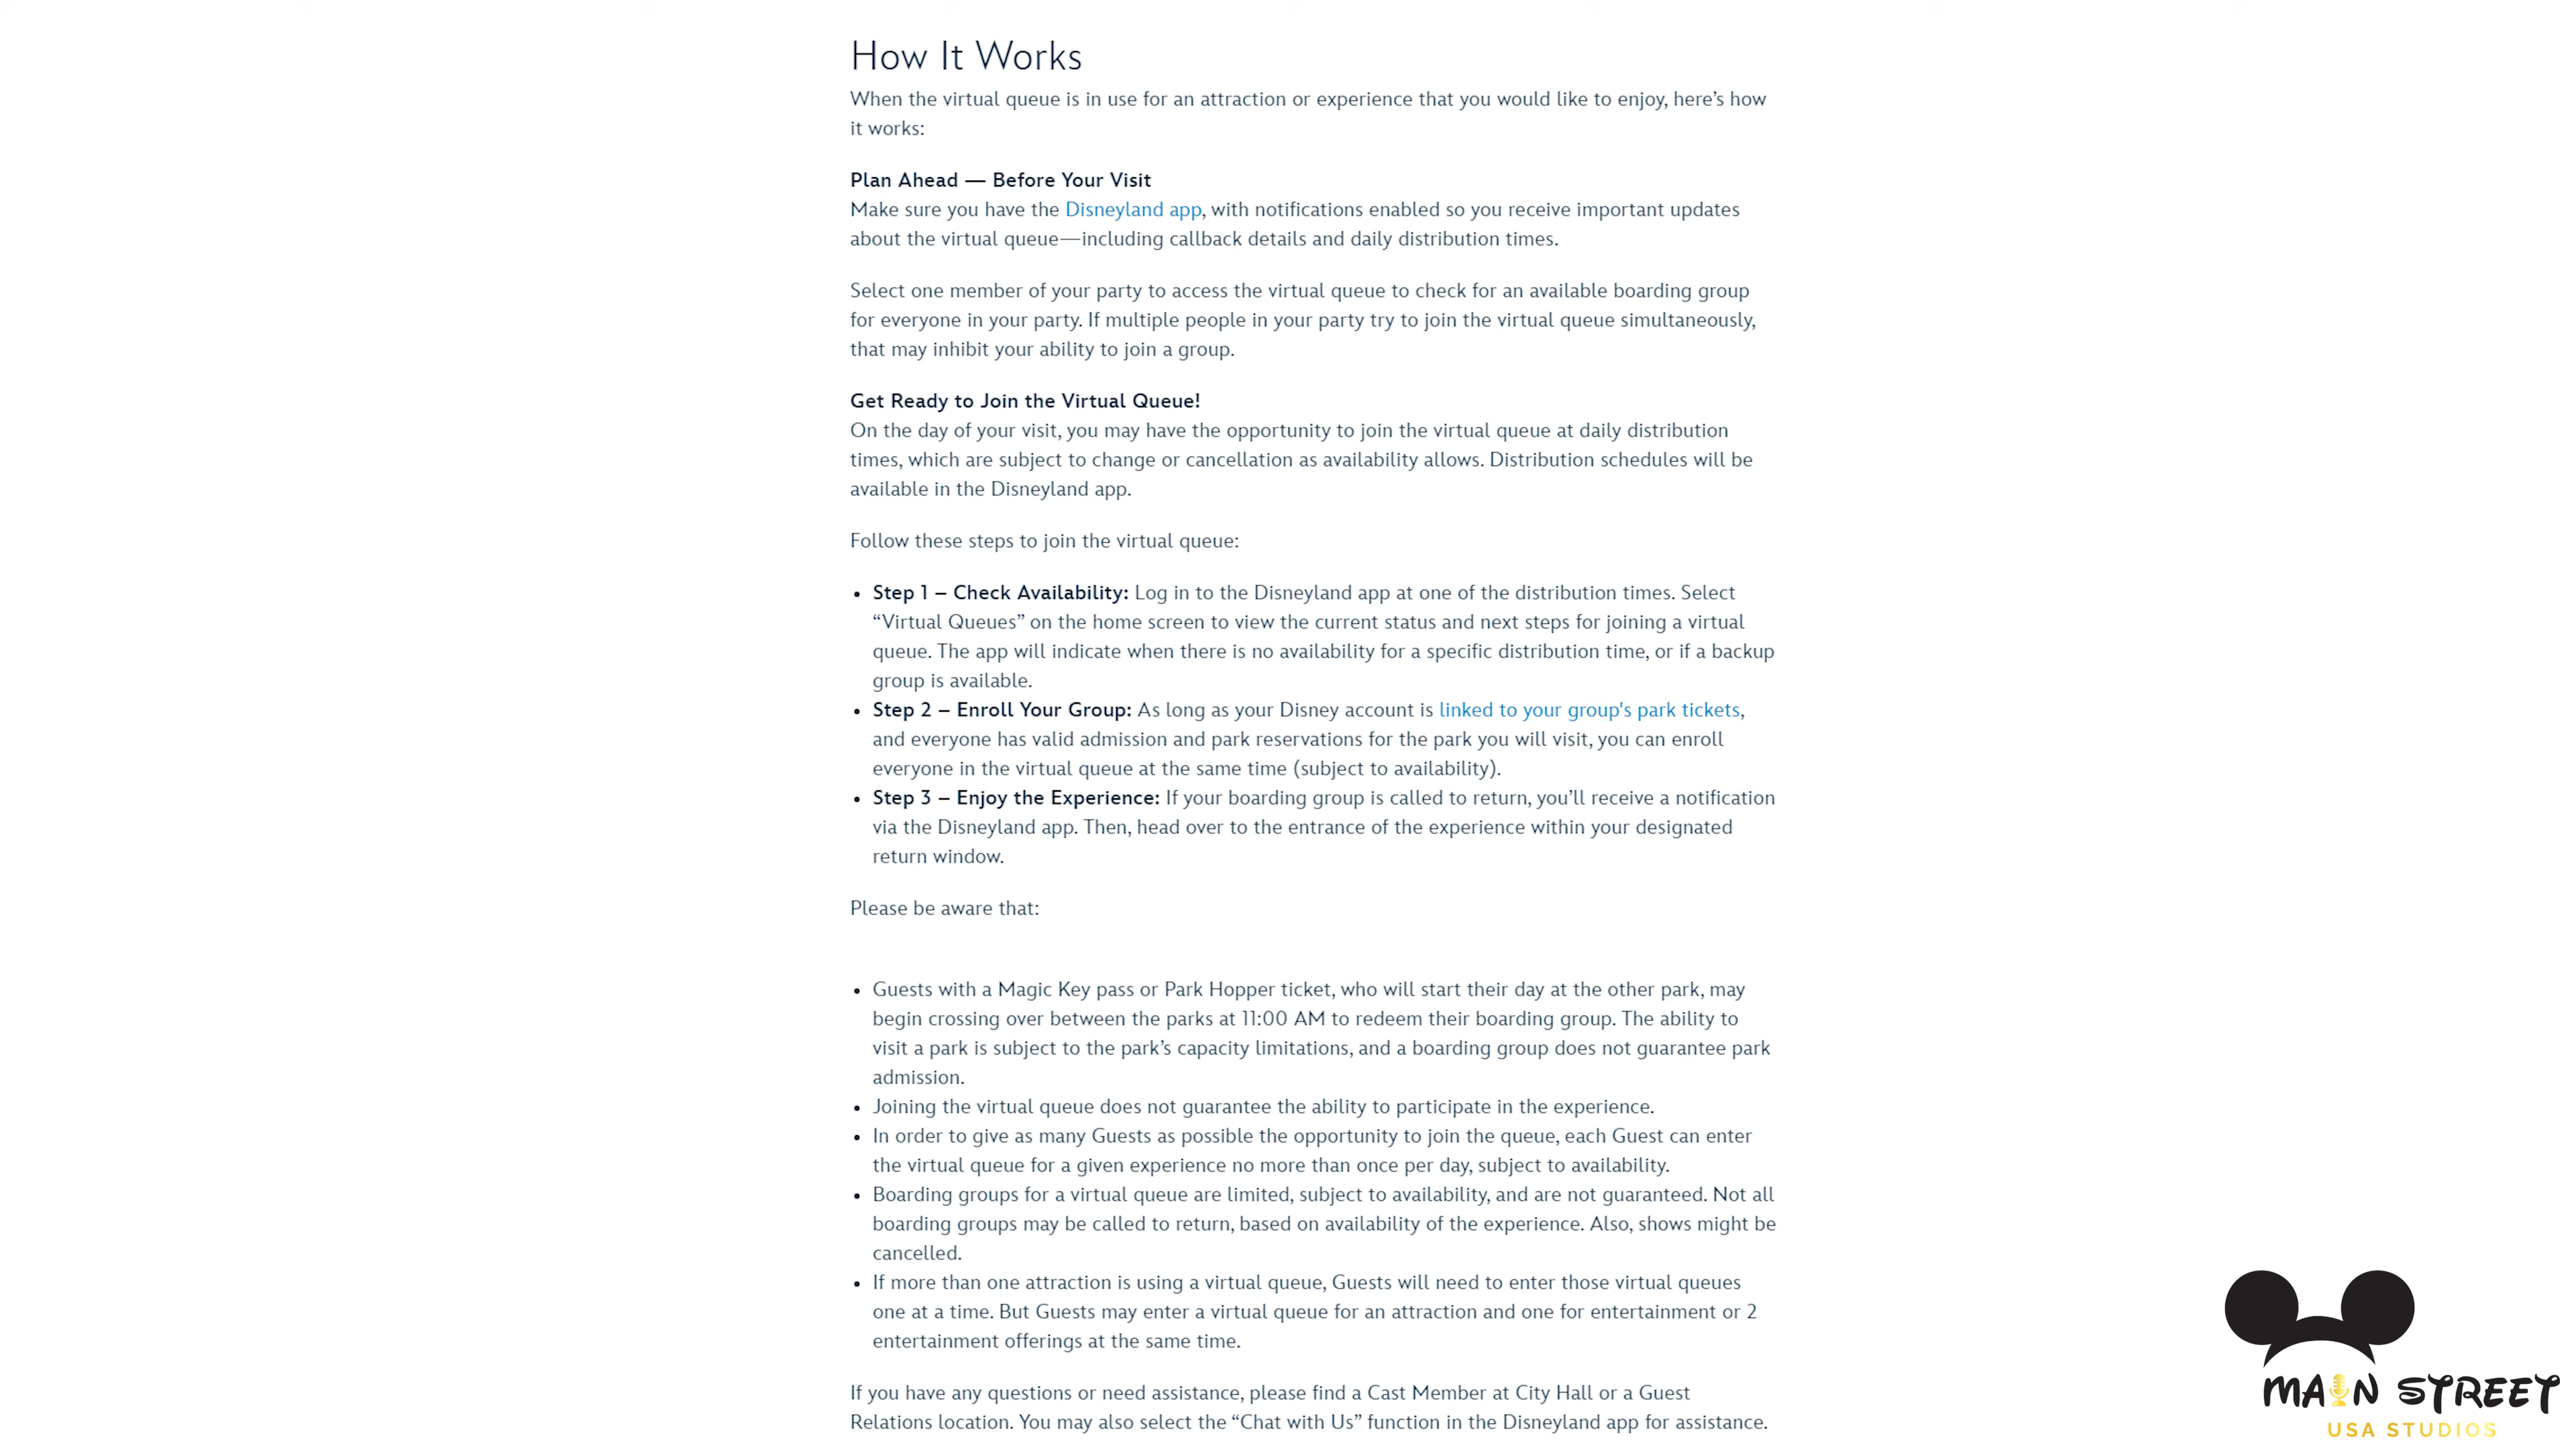 How It Works
When the virtual queue is in use for an attraction or experience that you would like to enjoy, here’s how
it works:
Plan Ahead — Before Your Visit
Make sure you have the Disneyland app, with notifications enabled so you receive important updates
about the virtual queue—including callback details and daily distribution times.
Select one member of your party to access the virtual queue to check for an available boarding group
for everyone in your party. If multiple people in your party try to join the virtual queue simultaneously,
that may inhibit your ability to join a group.
Get Ready to Join the Virtual Queue!
On the day of your visit, you may have the opportunity to join the virtual queue at daily distribution
times, which are subject to change or cancellation as availability allows. Distribution schedules will be
available in the Disneyland app.
Follow these steps to join the virtual queue:
• Step 1 – Check Availability: Log in to the Disneyland app at one of the distribution times. Select
“Virtual Queues” on the home screen to view the current status and next steps for joining a virtual
queue. The app will indicate when there is no availability for a specific distribution time, or if a backup
group is available.
• Step 2 – Enroll Your Group: As long as your Disney account is linked to your group's park tickets,
and everyone has valid admission and park reservations for the park you will visit, you can enroll
everyone in the virtual queue at the same time (subject to availability).
• Step 3 – Enjoy the Experience: If your boarding group is called to return, you’ll receive a notification
via the Disneyland app. Then, head over to the entrance of the experience within your designated
return window.
Please be aware that:
• Guests with a Magic Key pass or Park Hopper ticket, who will start their day at the other park, may
begin crossing over between the parks at 11:00 AM to redeem their boarding group. The ability to
visit a park is subject to the park’s capacity limitations, and a boarding group does not guarantee park
admission.
• Joining the virtual queue does not guarantee the ability to participate in the experience.
• In order to give as many Guests as possible the opportunity to join the queue, each Guest can enter
the virtual queue for a given experience no more than once per day, subject to availability.
• Boarding groups for a virtual queue are limited, subject to availability, and are not guaranteed. Not all
boarding groups may be called to return, based on availability of the experience. Also, shows might be
cancelled.
• If more than one attraction is using a virtual queue, Guests will need to enter those virtual queues
one at a time. But Guests may enter a virtual queue for an attraction and one for entertainment or 2
entertainment offerings at the same time.
If you have any questions or need assistance, please find a Cast Member at City Hall or a Guest
Relations location. You may also select the “Chat with Us” function in the Disneyland app for assistance.
MAIN STREET
USA STUDIOS